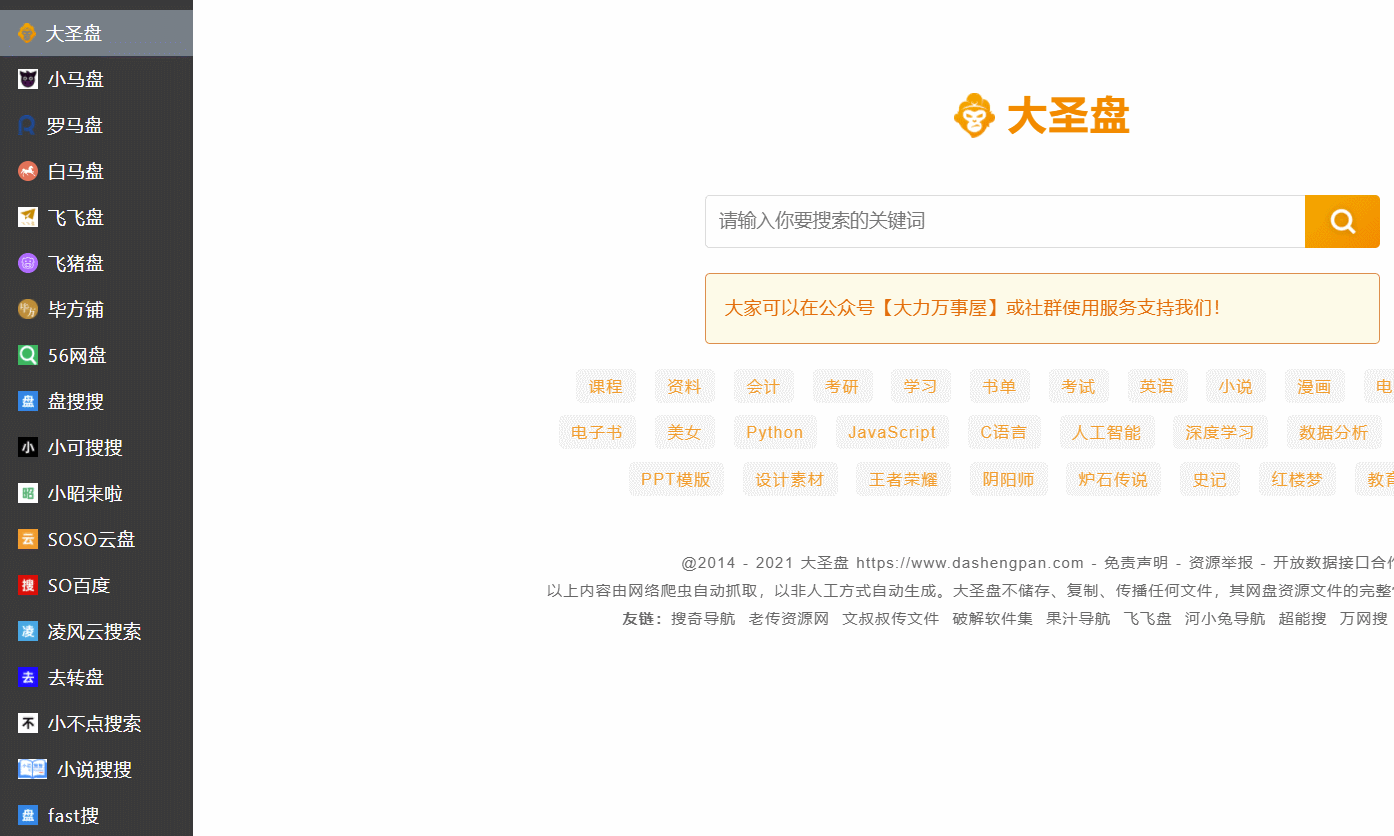 大圣盘
小马盘
罗马盘
白马盘
飞飞盘
飞猪盘
毕方铺
56网盘
盘搜搜
小可搜搜
小昭来啦
SOSO云盘
SO百度
凌风云搜索
去转盘
小不点搜索
小说搜搜
fast搜
大圣盘
请输入你要搜索的关键词
大家可以在公众号【大力万事屋】或社群使用服务支持我们！
课程 资料 会计 考研 学习 书单 考试 英语 小说 漫画 电
电子书 美女 Python JavaScript C语言 人工智能 深度学习 数据分析
PPT模版 设计素材 王者荣耀 阴阳师 炉石传说 史记 红楼梦 教育
@2014 - 2021 大圣盘 https://www.dashengpan.com - 免责声明 - 资源举报 - 开放数据接口合作
以上内容由网络爬虫自动抓取，以非人工方式自动生成。大圣盘不储存、复制、传播任何文件，其网盘资源文件的完整
友链：搜奇导航 老传资源网 文叔叔传文件 破解软件集 果汁导航 飞飞盘 河小兔导航 超能搜 万网搜